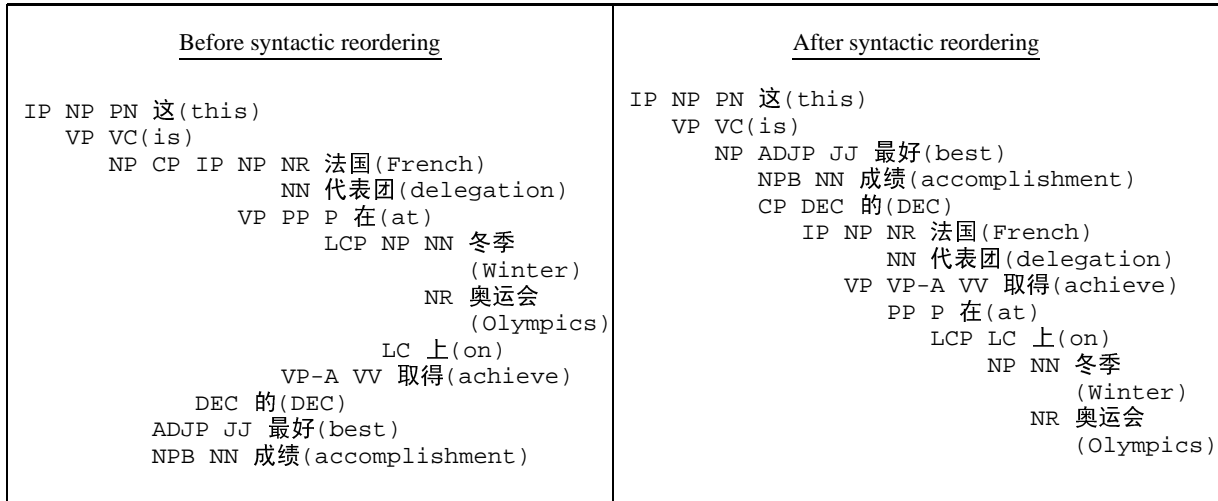 Before syntactic reordering
IP NP PN 这(this)
VP VC(is)
NP CP IP NP NR 法国(French)
NN 代表团(delegation)
VP PP P 在(at)
LCP NP NN 冬季
(Winter)
NR 奥运会
(Olympics)
LC 上(on)
VP-A VV 取得(achieve)
DEC 的(DEC)
ADJP JJ 最好(best)
NPB NN 成绩(accomplishment)
After syntactic reordering
IP NP PN 这(this)
VP VC(is)
NP ADJP JJ 最好(best)
NPB NN 成绩(accomplishment)
CP DEC 的(DEC)
IP NP NR 法国(French)
NN 代表团(delegation)
VP VP-A VV 取得(achieve)
PP P 在(at)
LCP LC 上(on)
NP NN 冬季
(Winter)
NR 奥运会
(Olympics)